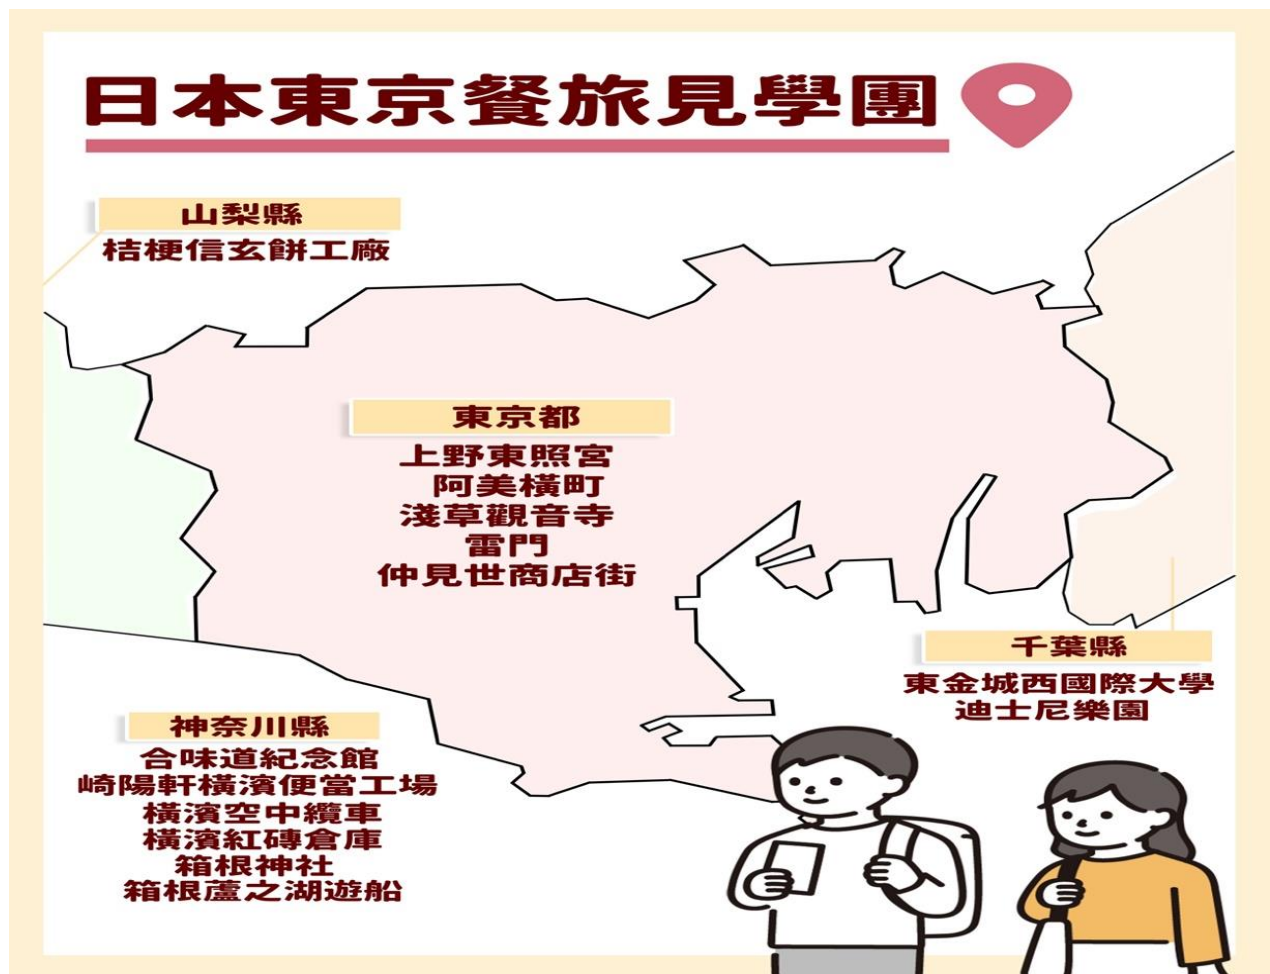 日本東京餐旅見學團
山梨縣
桔梗信玄餅工廠
東京都
上野東照宮
阿美橫町
淺草觀音寺
雷門
仲見世商店街
千葉縣
東金城西國際大學
迪士尼樂園
神奈川縣
合味道紀念館
崎陽軒橫濱便當工場
橫濱空中纜車
橫濱紅磚倉庫
箱根神社
箱根蘆之湖遊船